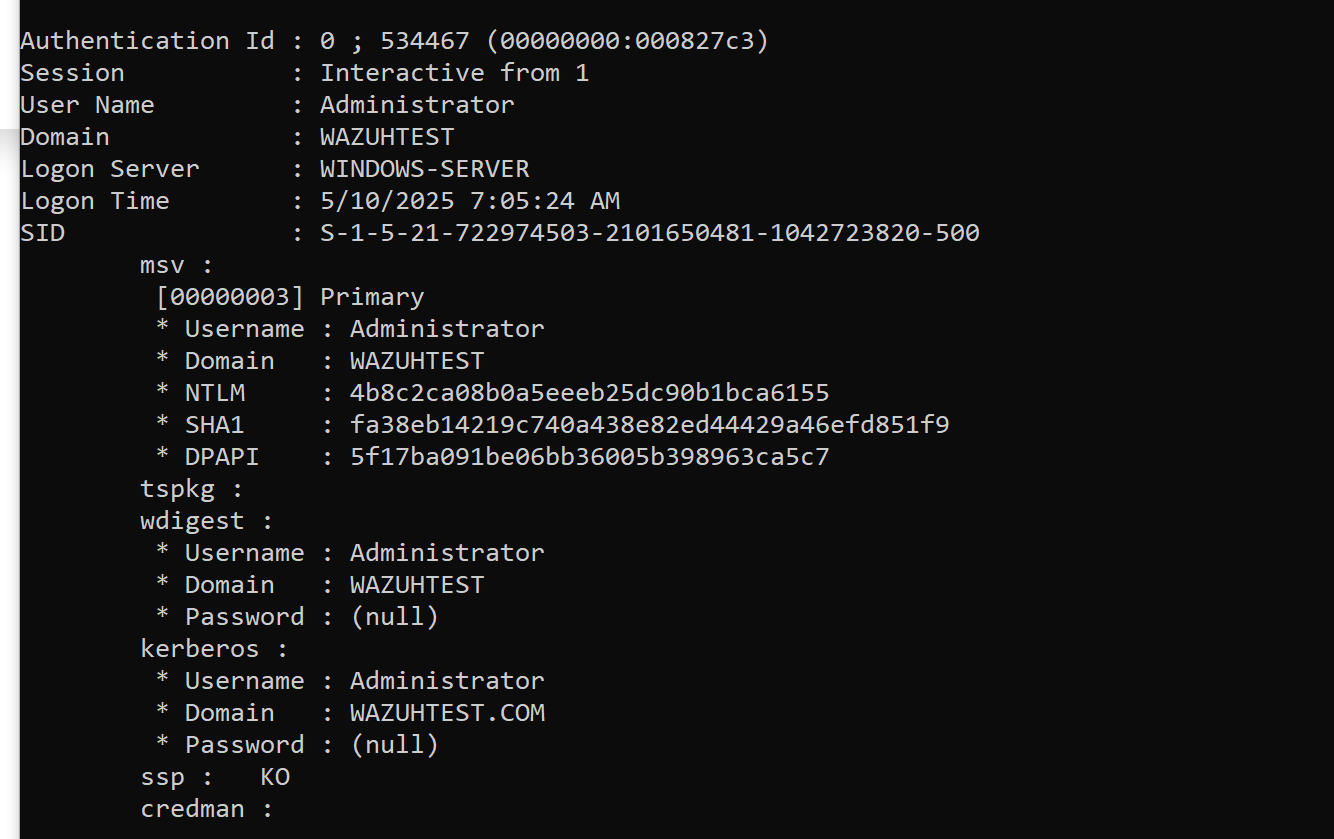 Authentication Id : 0 ; 534467 (00000000:000827c3)
Session           : Interactive from 1
User Name         : Administrator
Domain            : WAZUHTEST
Logon Server      : WINDOWS-SERVER
Logon Time        : 5/10/2025 7:05:24 AM
SID               : S-1-5-21-722974503-2101650481-1042723820-500
        msv :
         [00000003] Primary
         * Username : Administrator
         * Domain   : WAZUHTEST
         * NTLM     : 4b8c2ca08b0a5eeeb25dc90b1bca6155
         * SHA1     : fa38eb14219c740a438e82ed44429a46efd851f9
         * DPAPI    : 5f17ba091be06bb36005b398963ca5c7
        tspkg :
        wdigest :
         * Username : Administrator
         * Domain   : WAZUHTEST
         * Password : (null)
        kerberos :
         * Username : Administrator
         * Domain   : WAZUHTEST.COM
         * Password : (null)
        ssp :   KO
        credman :